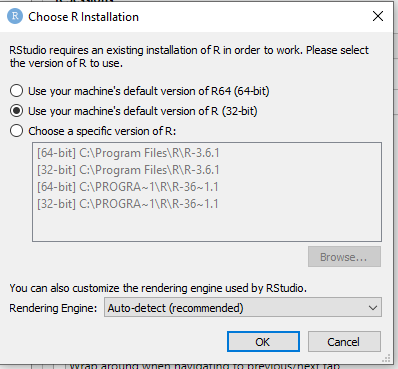 Choose R Installation
RStudio requires an existing installation of R in order to work. Please select
the version of R to use.
Use your machine's default version of R64 (64-bit)
Use your machine's default version of R (32-bit)
Choose a specific version of R:
[64-bit] C:\Program Files\R\R-3.6.1
[32-bit] C:\Program Files\R\R-3.6.1
[64-bit] C:\PROGRA~1\R\R-36~1.1
[32-bit] C:\PROGRA~1\R\R-36~1.1
Browse...
You can also customize the rendering engine used by RStudio.
Rendering Engine: Auto-detect (recommended)
OK Cancel
Wrap around when navigating to previous/next tab